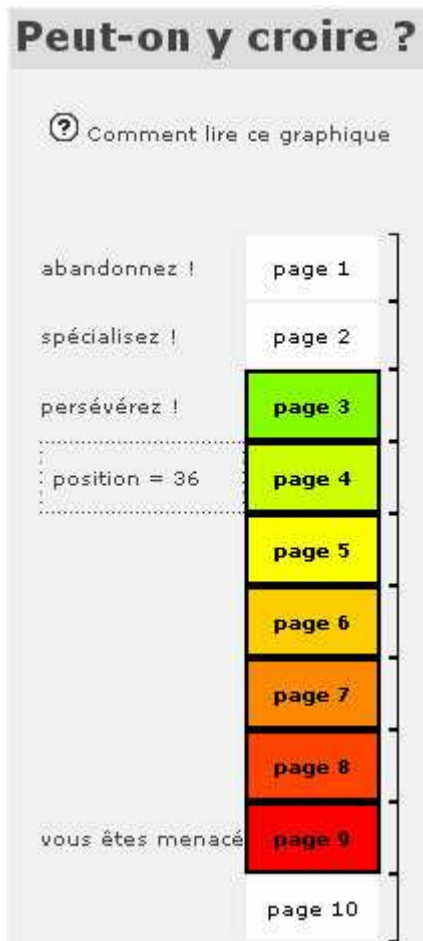 Peut-on y croire ?
? Comment lire ce graphique
abandonnez ! page 1
spécialisez ! page 2
persévérez ! page 3
position = 36 page 4
page 5
page 6
page 7
page 8
vous êtes menacé page 9
page 10